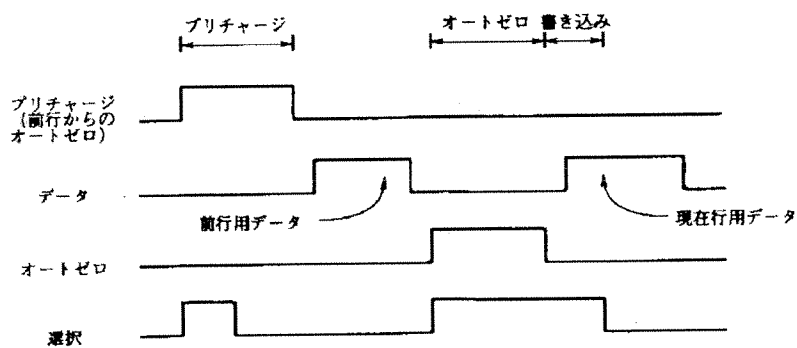 プリチャージ
オートゼロ 書き込み
プリチャージ
(前行からの
オートゼロ)
データ
前行用データ
現在行用データ
オートゼロ
選択